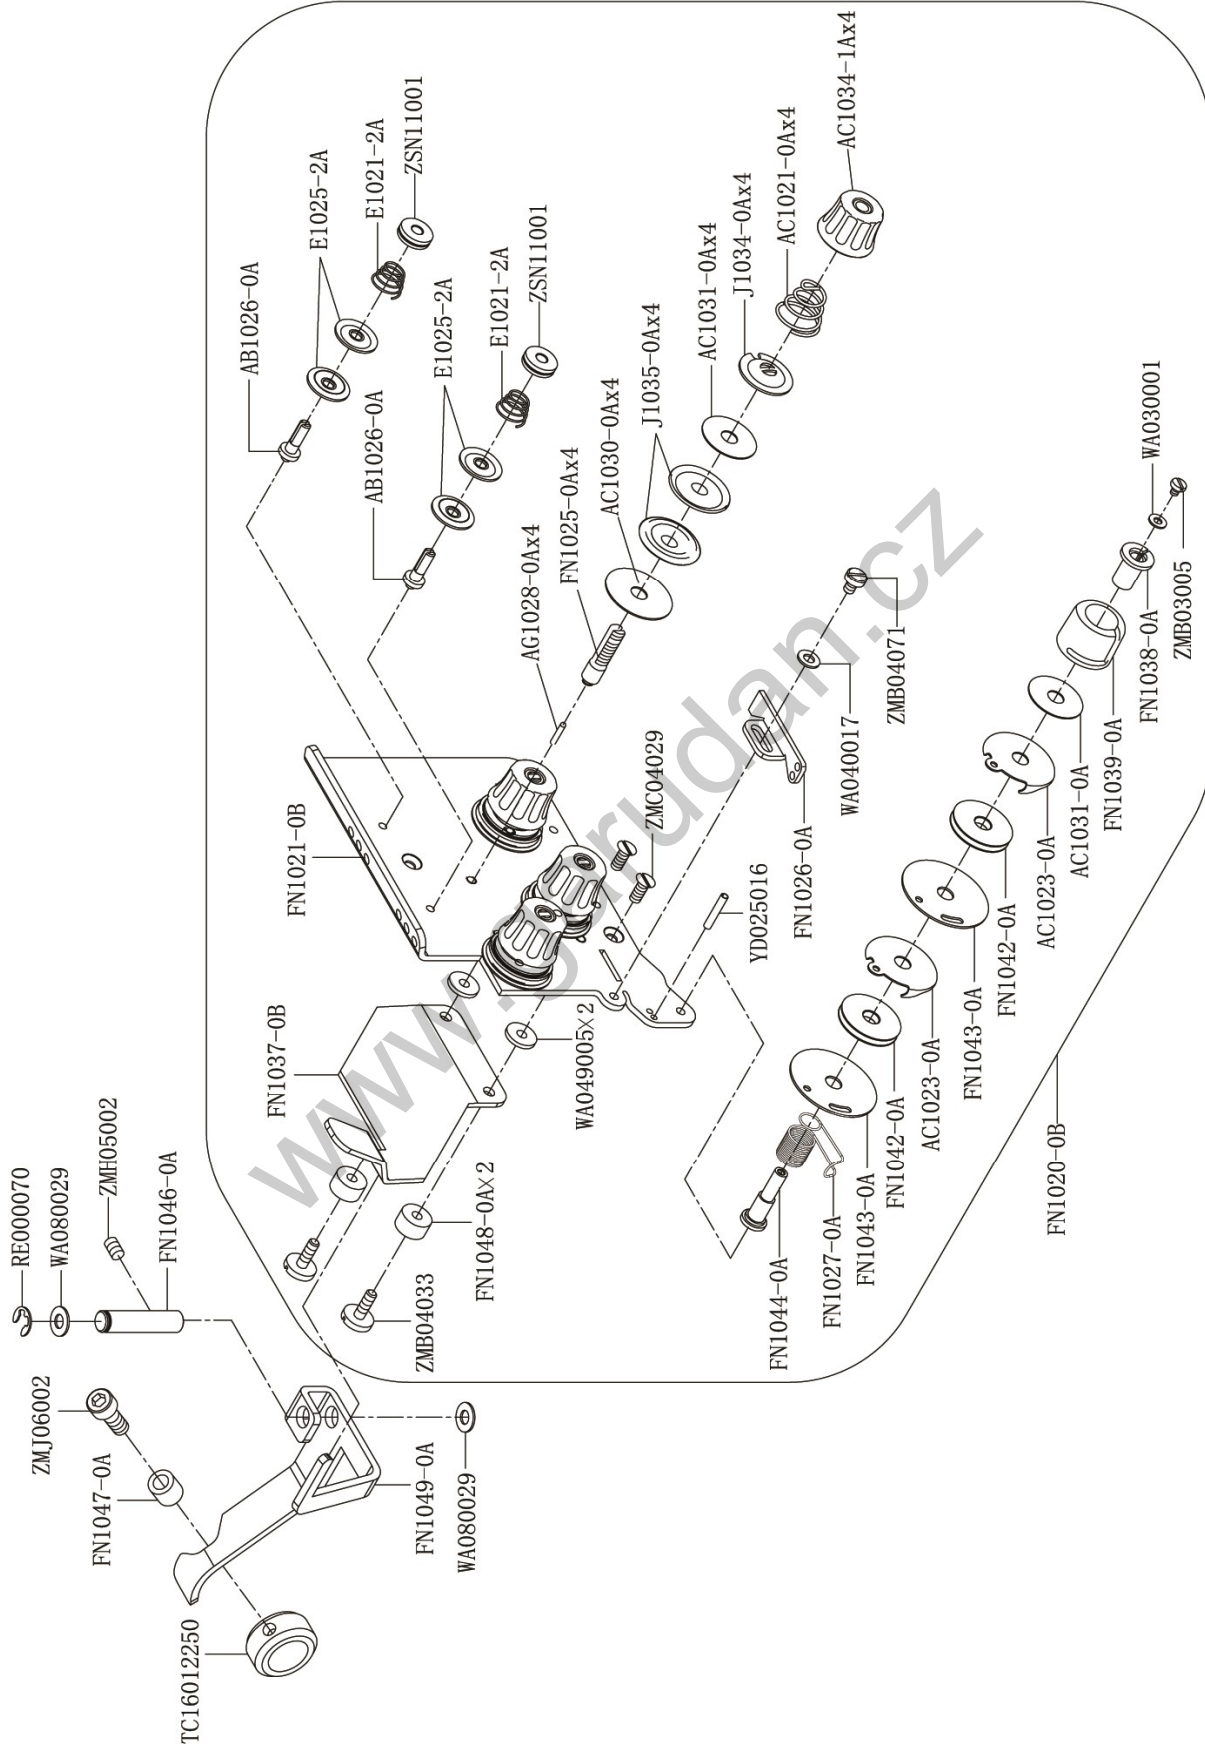 RE000070
WA080029
ZMH05002
FN1046-0A
ZMJ06002
FN1047-0A
TC16012250
FN1049-0A
WA080029
ZMB04033
FN1048-0A×2
FN1037-0B
WA049005×2
FN1021-0B
AB1026-0A
E1025-2A
E1021-2A
ZSN11001
AB1026-0A
E1025-2A
E1021-2A
ZSN11001
AG1028-0Ax4
FN1025-0Ax4
AC1030-0Ax4
J1035-0Ax4
AC1031-0Ax4
J1034-0Ax4
AC1021-0Ax4
AC1034-1Ax4
ZMC04029
YD025016
FN1026-0A
WA040017
ZMB04071
FN1044-0A
FN1027-0A
FN1043-0A
FN1042-0A
AC1023-0A
FN1043-0A
FN1042-0A
AC1023-0A
AC1031-0A
FN1039-0A
FN1038-0A
ZMB03005
WA030001
FN1020-0B
www.garudan.cz